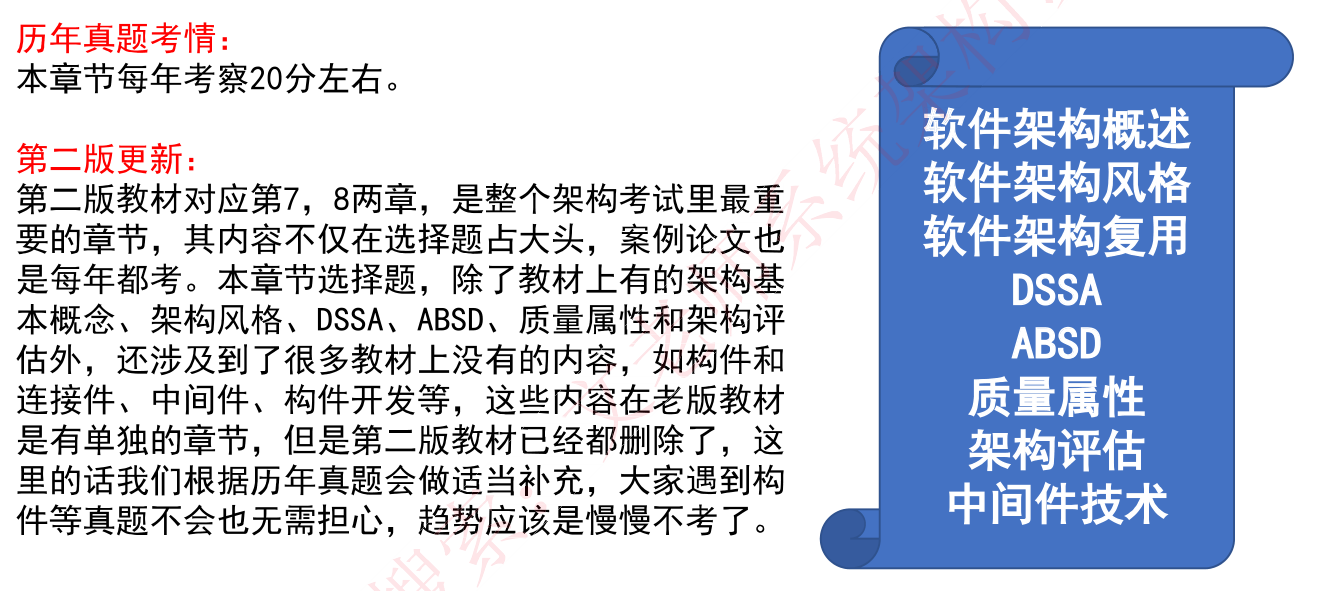 历年真题考情：
本章节每年考察20分左右。
第二版更新：
第二版教材对应第7，8两章，是整个架构考试里最重
要的章节，其内容不仅在选择题占大头，案例论文也
是每年都考。本章节选择题，除了教材上有的架构基
本概念、架构风格、DSSA、ABSD、质量属性和架构评
估外，还涉及到了很多教材上没有的内容，如构件和
连接件、中间件、构件开发等，这些内容在老版教材
是有单独的章节，但是第二版教材已经都删除了，这
里的话我们根据历年真题会做适当补充，大家遇到构
件等真题不会也无需担心，趋势应该是慢慢不考了。
软件架构概述
软件架构风格
软件架构复用
DSSA
ABSD
质量属性
架构评估
中间件技术
搜索：文老师系统架构